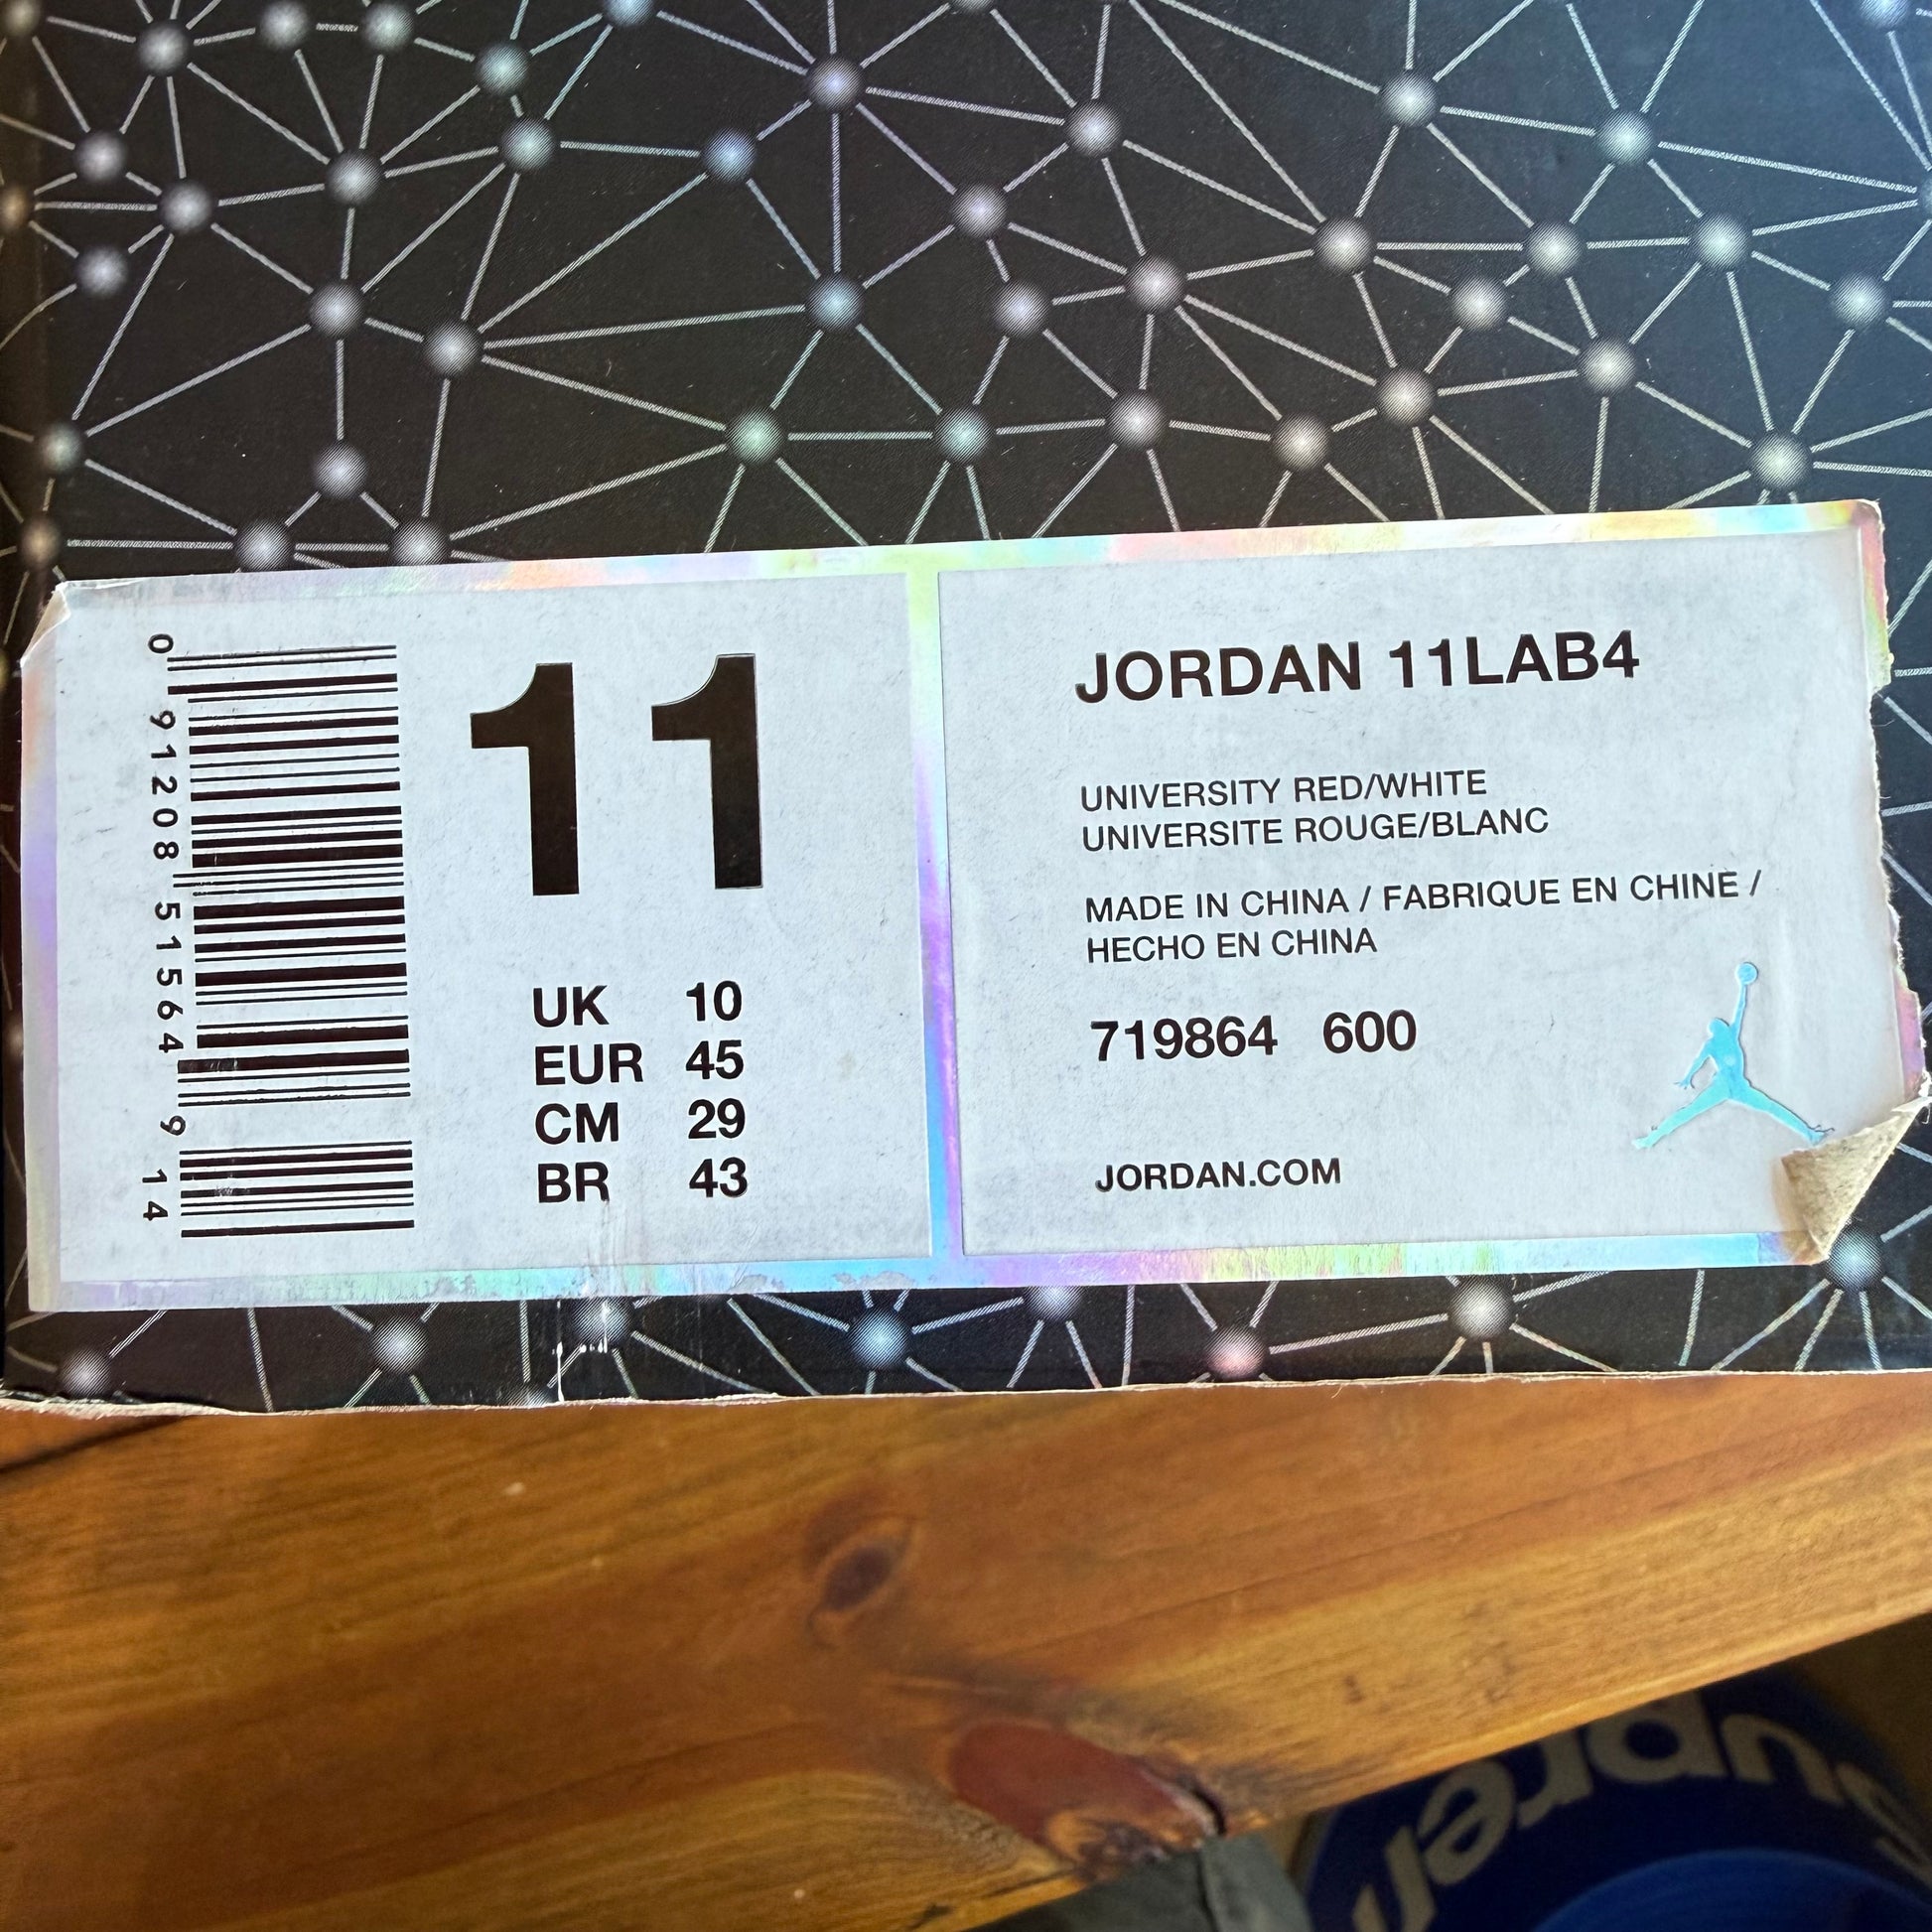 0 91208 51564 9 14
11
UK 10
EUR 45
CM 29
BR 43
JORDAN 11LAB4
UNIVERSITY RED/WHITE
UNIVERSITE ROUGE/BLANC
MADE IN CHINA / FABRIQUE EN CHINE /
HECHO EN CHINA
719864 600
JORDAN.COM